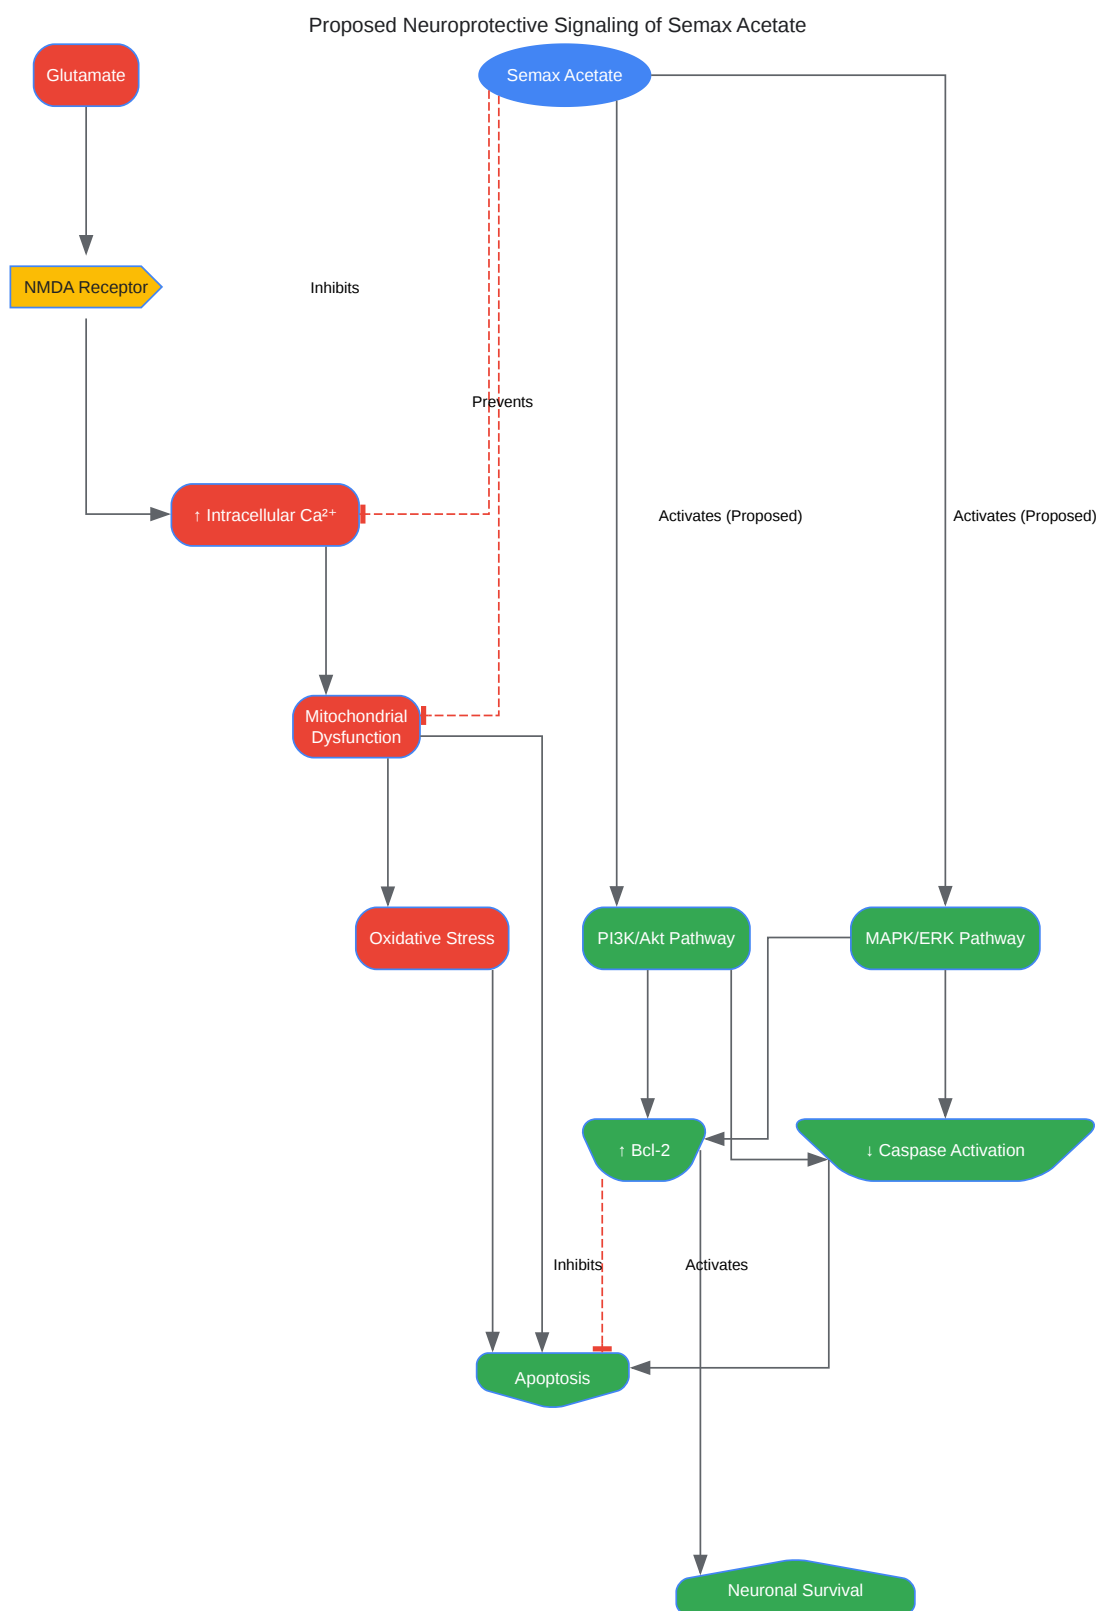 Proposed Neuroprotective Signaling of Semax Acetate
Glutamate
Semax Acetate
NMDA Receptor
Inhibits
Prevents
↑ Intracellular Ca²⁺
Activates (Proposed)
Activates (Proposed)
Mitochondrial
Dysfunction
Oxidative Stress
PI3K/Akt Pathway
MAPK/ERK Pathway
↑ Bcl-2
↓ Caspase Activation
Inhibits
Activates
Apoptosis
Neuronal Survival